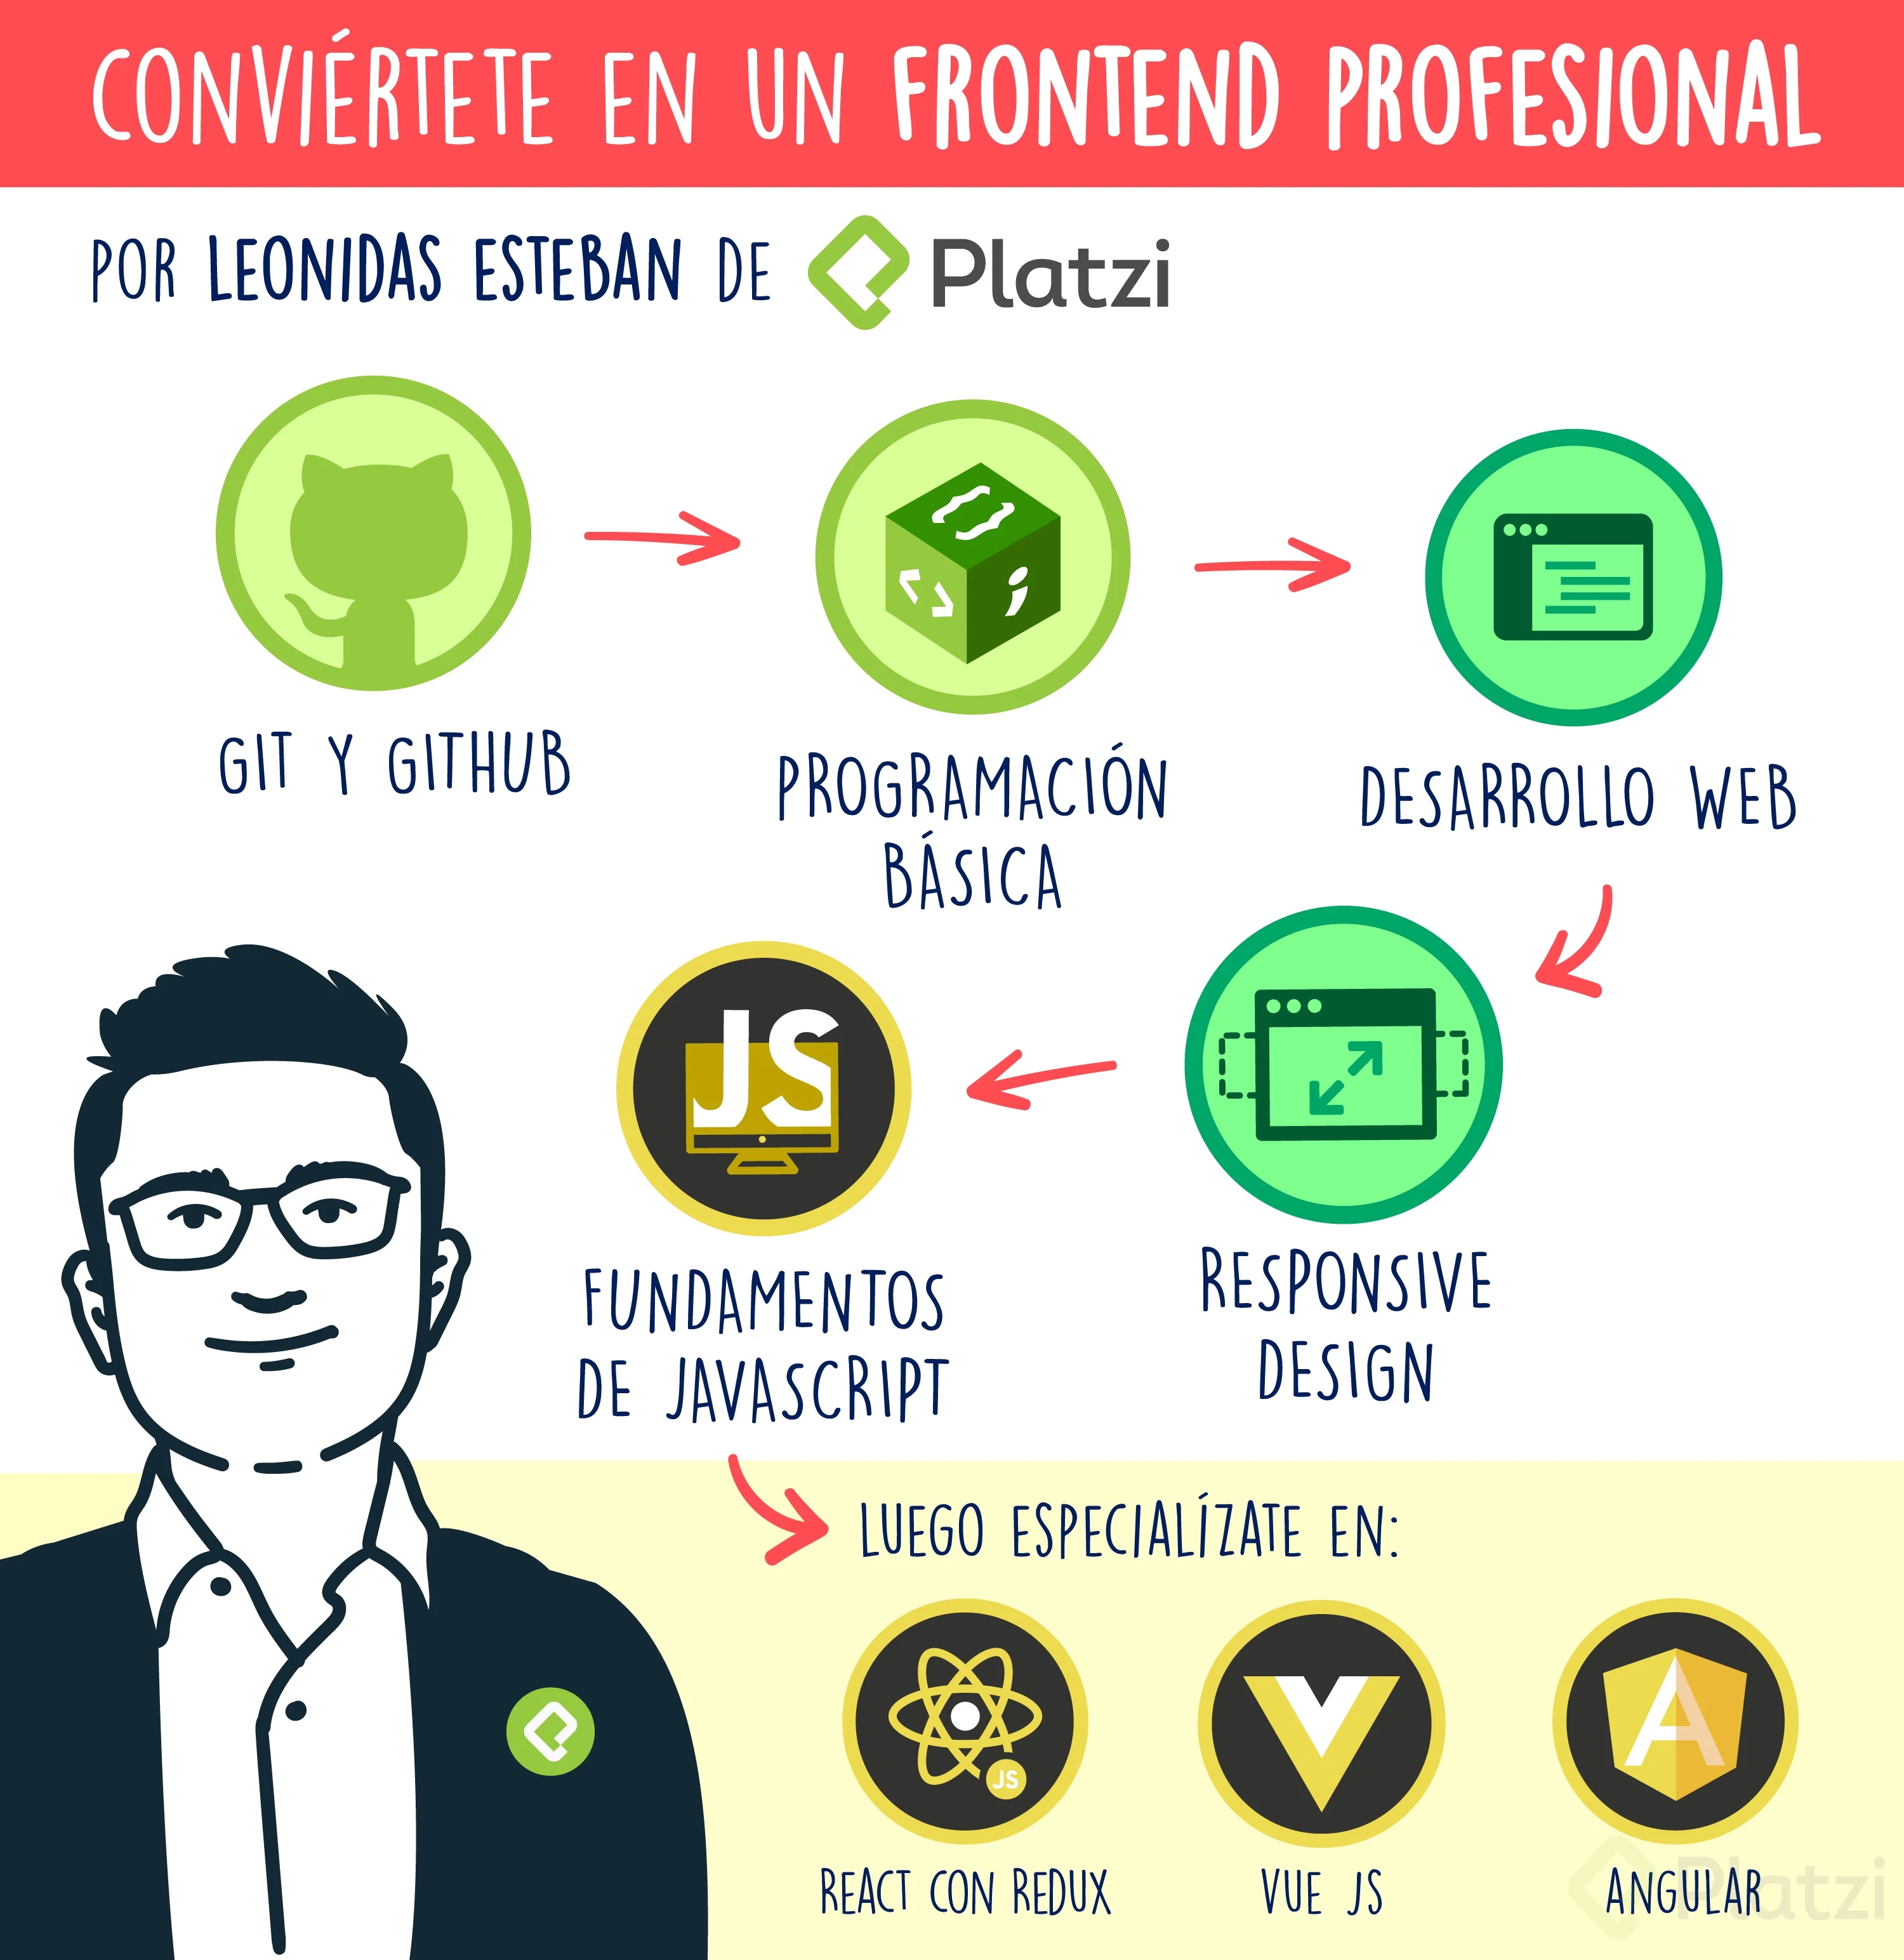 CONVIÉRTETE EN UN FRONTEND PROFESIONAL
POR LEONIDAS ESTEBAN DE Platzi
GIT Y GITHUB
PROGRAMACIÓN
BÁSICA
DESARROLLO WEB
JS
FUNDAMENTOS
DE JAVASCRIPT
RESPONSIVE
DESIGN
LUEGO ESPECIALÍZATE EN:
JS
A
REACT CON REDUX
VUE JS
ANGULAR
Platzi